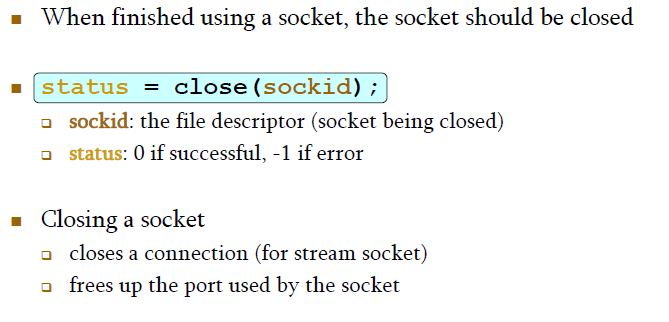 When finished using a socket, the socket should be closed
status = close(sockid);
sockid: the file descriptor (socket being closed)
status: 0 if successful, -1 if error
Closing a socket
closes a connection (for stream socket)
frees up the port used by the socket